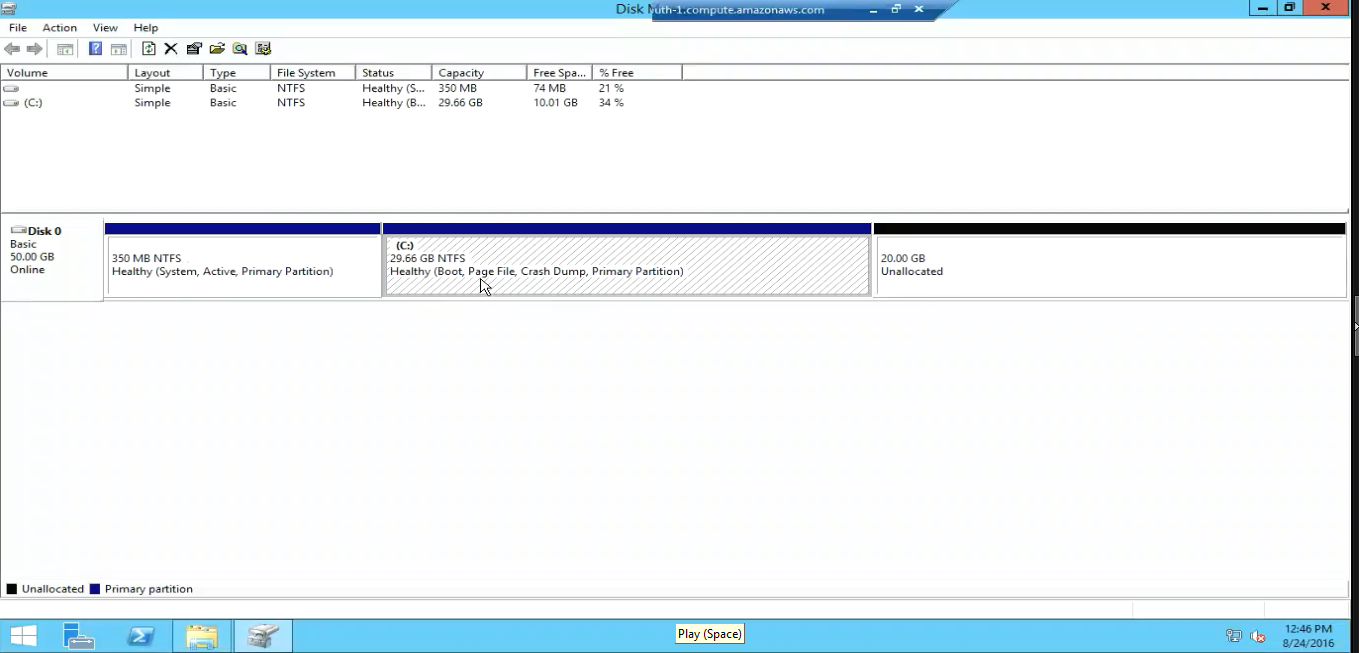 Disk M
uth-1.compute.amazonaws.com
File Action View Help
Volume Layout Type File System Status Capacity Free Spa... % Free
Simple Basic NTFS Healthy (S... 350 MB 74 MB 21 %
(C:) Simple Basic NTFS Healthy (B... 29.66 GB 10.01 GB 34 %
Disk 0
Basic
50.00 GB
Online
350 MB NTFS
Healthy (System, Active, Primary Partition)
(C:)
29.66 GB NTFS
Healthy (Boot, Page File, Crash Dump, Primary Partition)
20.00 GB
Unallocated
Unallocated Primary partition
Play (Space)
12:46 PM
8/24/2016